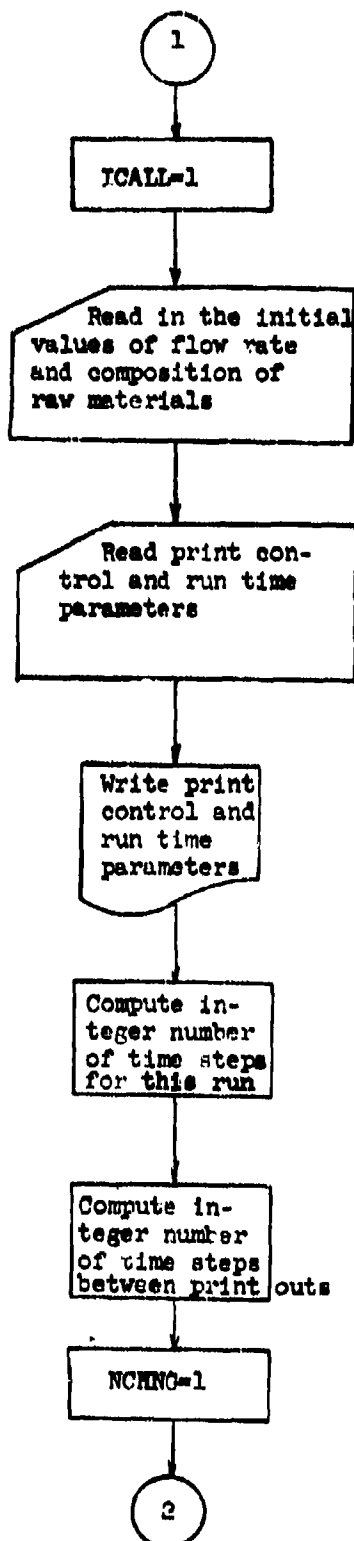 1
ICALL=1
Read in the initial
values of flow rate
and composition of
raw materials
Read print con-
trol and run time
parameters
Write print
control and
run time
parameters
Compute in-
teger number
of time steps
for this run
Compute in-
teger number
of time steps
between print outs
NCHNG=1
2